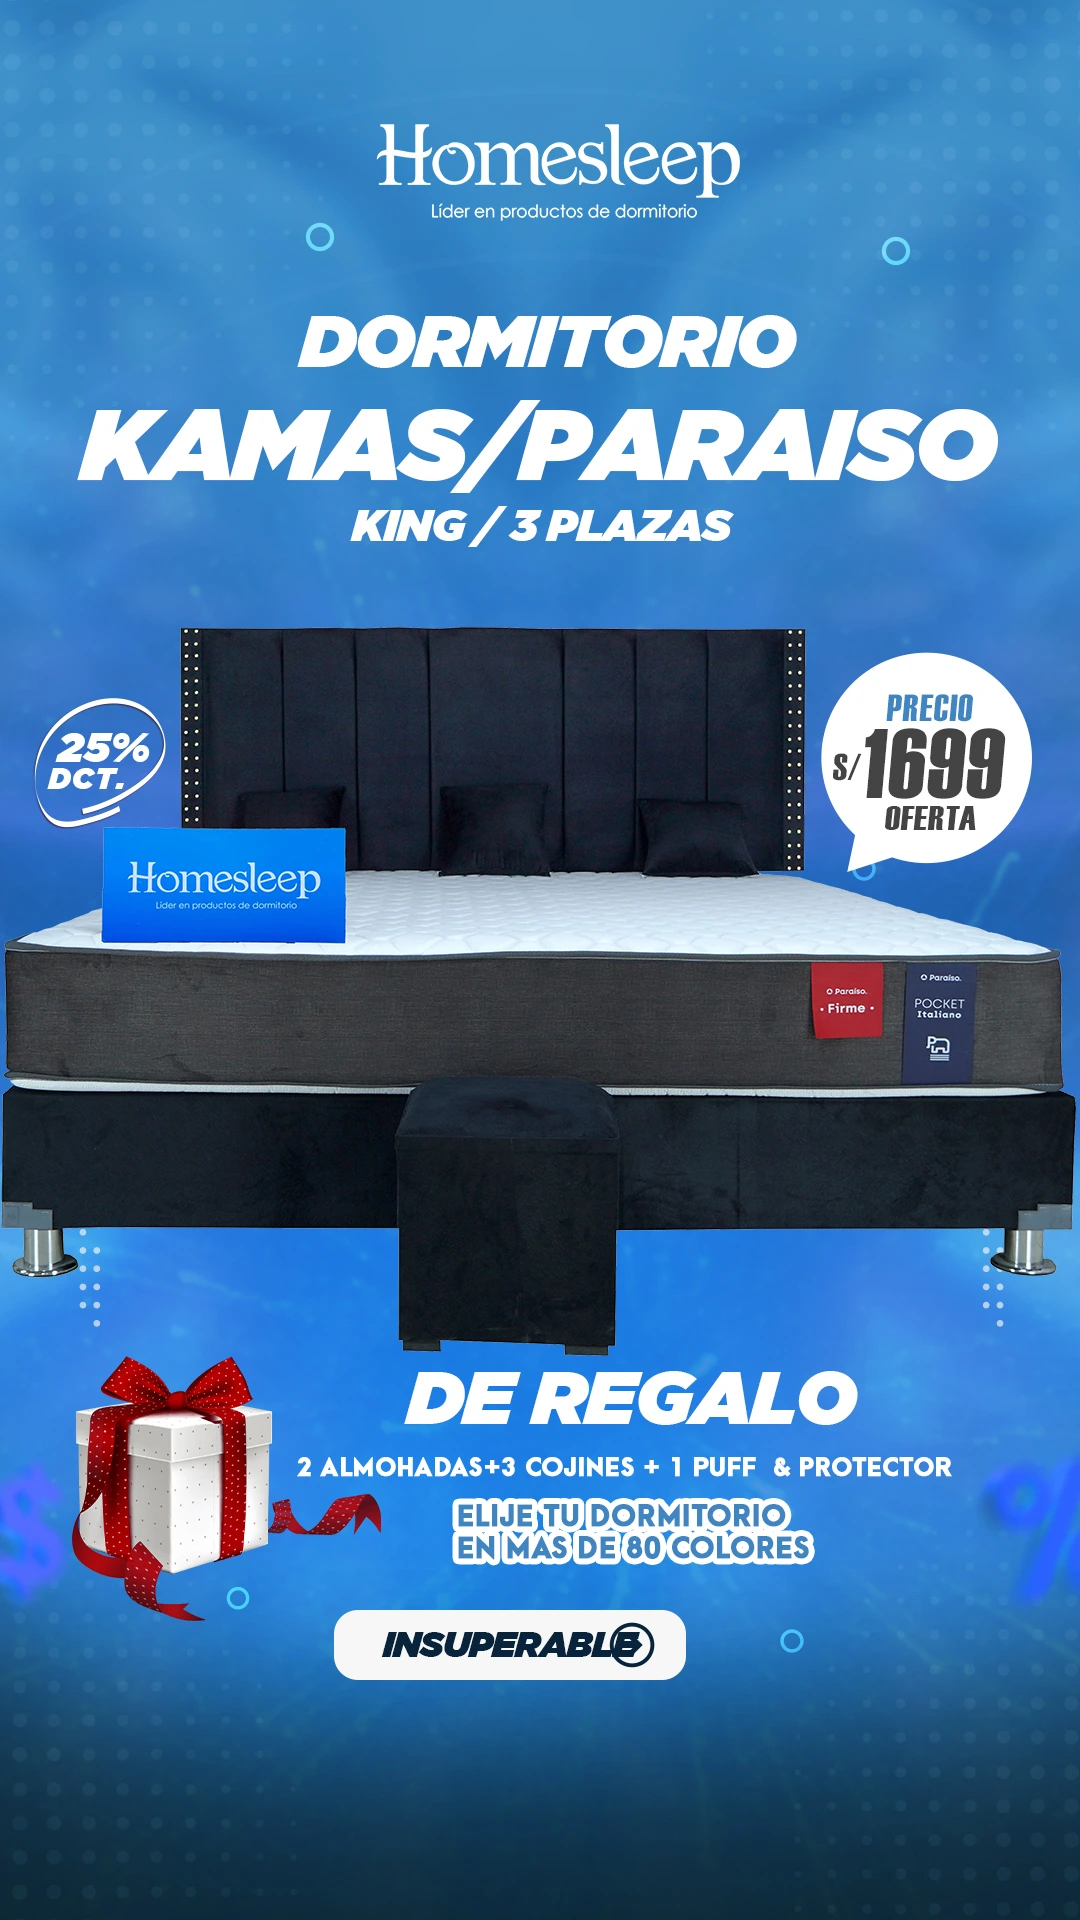 Homesleep
Líder en productos de dormitorio
DORMITORIO
KAMAS/PARAISO
KING / 3 PLAZAS
25%
DCT.
PRECIO
S/1699
OFERTA
Homesleep
Líder en productos de dormitorio
Paraíso.
• Firme •
Paraíso.
POCKET
Italiano
DE REGALO
2 ALMOHADAS+3 COJINES + 1 PUFF & PROTECTOR
ELIJE TU DORMITORIO
EN MAS DE 80 COLORES
INSUPERABLE
$
%